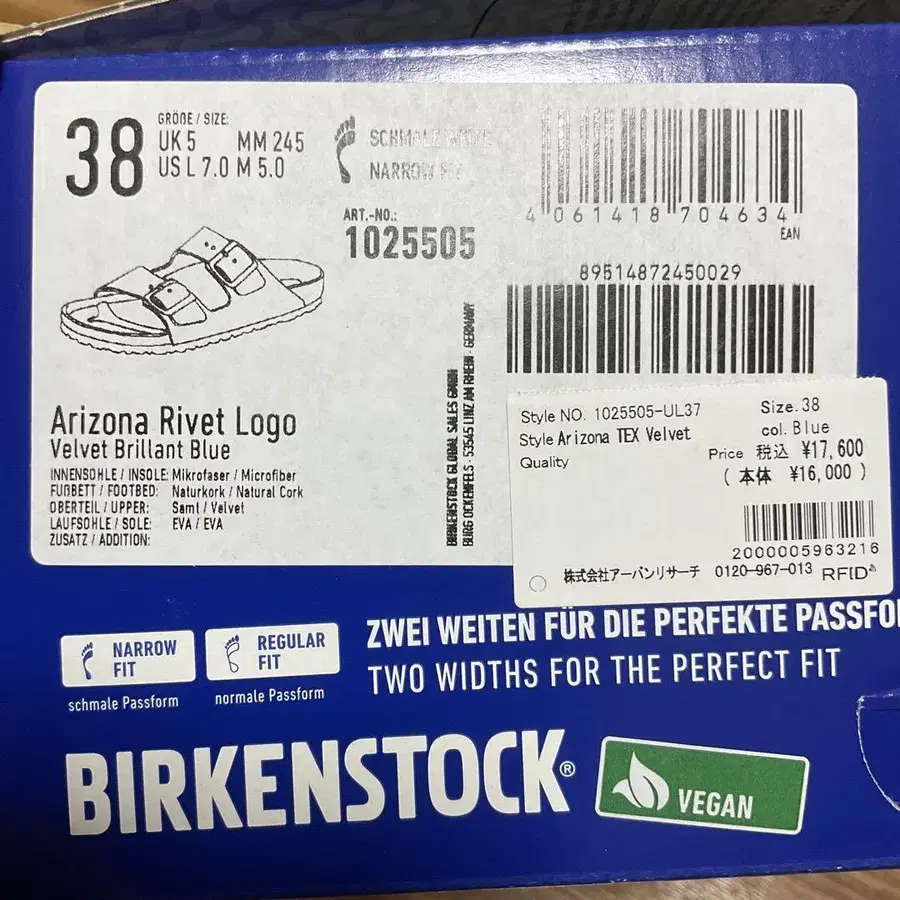 38
GRÖßE / SIZE:
UK 5 MM 245
US L 7.0 M 5.0
SCHMALE WEITE
NARROW FIT
ART.-NO.:
1025505
4 061418 704634
EAN
89514872450029
Arizona Rivet Logo
Velvet Brillant Blue
INNENSOHLE / INSOLE: Mikrofaser / Microfiber
FUßBETT / FOOTBED: Naturkork / Natural Cork
OBERTEIL / UPPER: Samt / Velvet
LAUFSOHLE / SOLE: EVA / EVA
ZUSATZ / ADDITION:
BIRKENSTOCK GLOBAL SALES GMBH
BURG OCKENFELS - 53545 LINZ AM RHEIN - GERMANY
Style NO. 1025505-UL37 Size. 38
Style Arizona TEX Velvet col. Blue
Quality Price 税込 ¥17,600
( 本体 ¥16,000 )
2000005963216
株式会社アーバンリサーチ 0120-967-013 RFID
NARROW FIT
schmale Passform
REGULAR FIT
normale Passform
ZWEI WEITEN FÜR DIE PERFEKTE PASSFO
TWO WIDTHS FOR THE PERFECT FIT
BIRKENSTOCK®
VEGAN